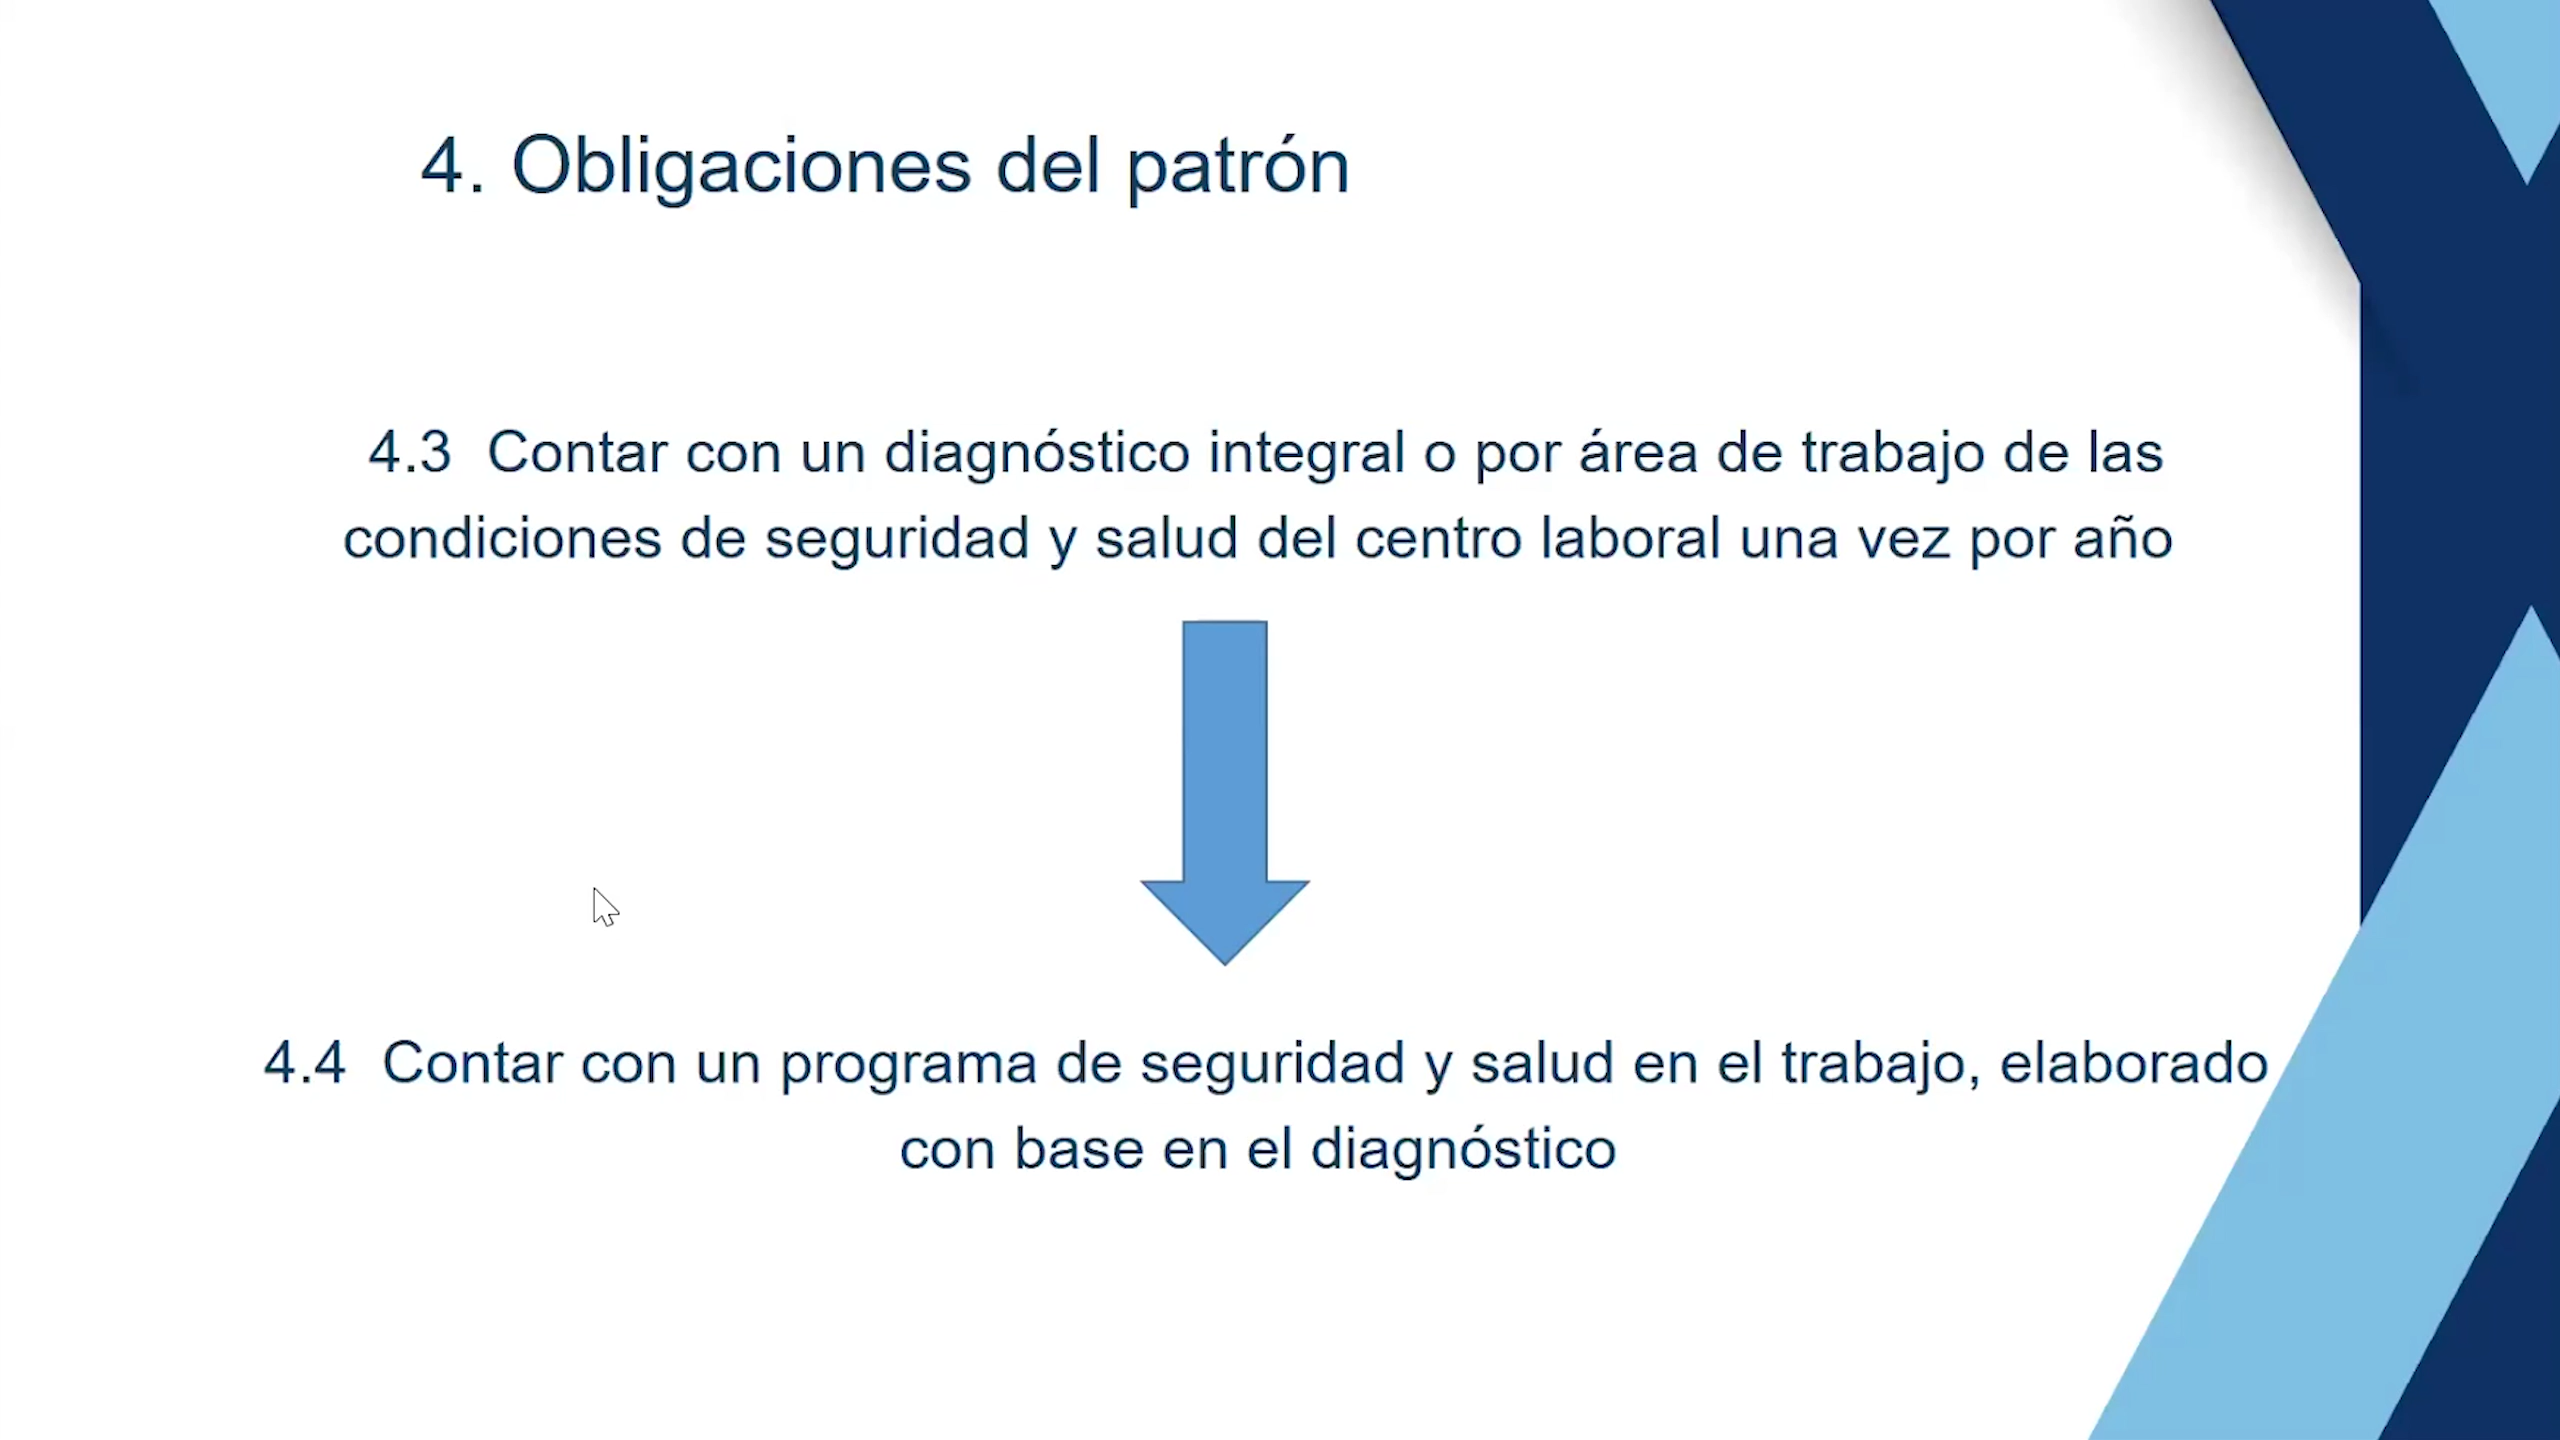 4. Obligaciones del patrón
4.3 Contar con un diagnóstico integral o por área de trabajo de las
condiciones de seguridad y salud del centro laboral una vez por año
4.4 Contar con un programa de seguridad y salud en el trabajo, elaborado
con base en el diagnóstico